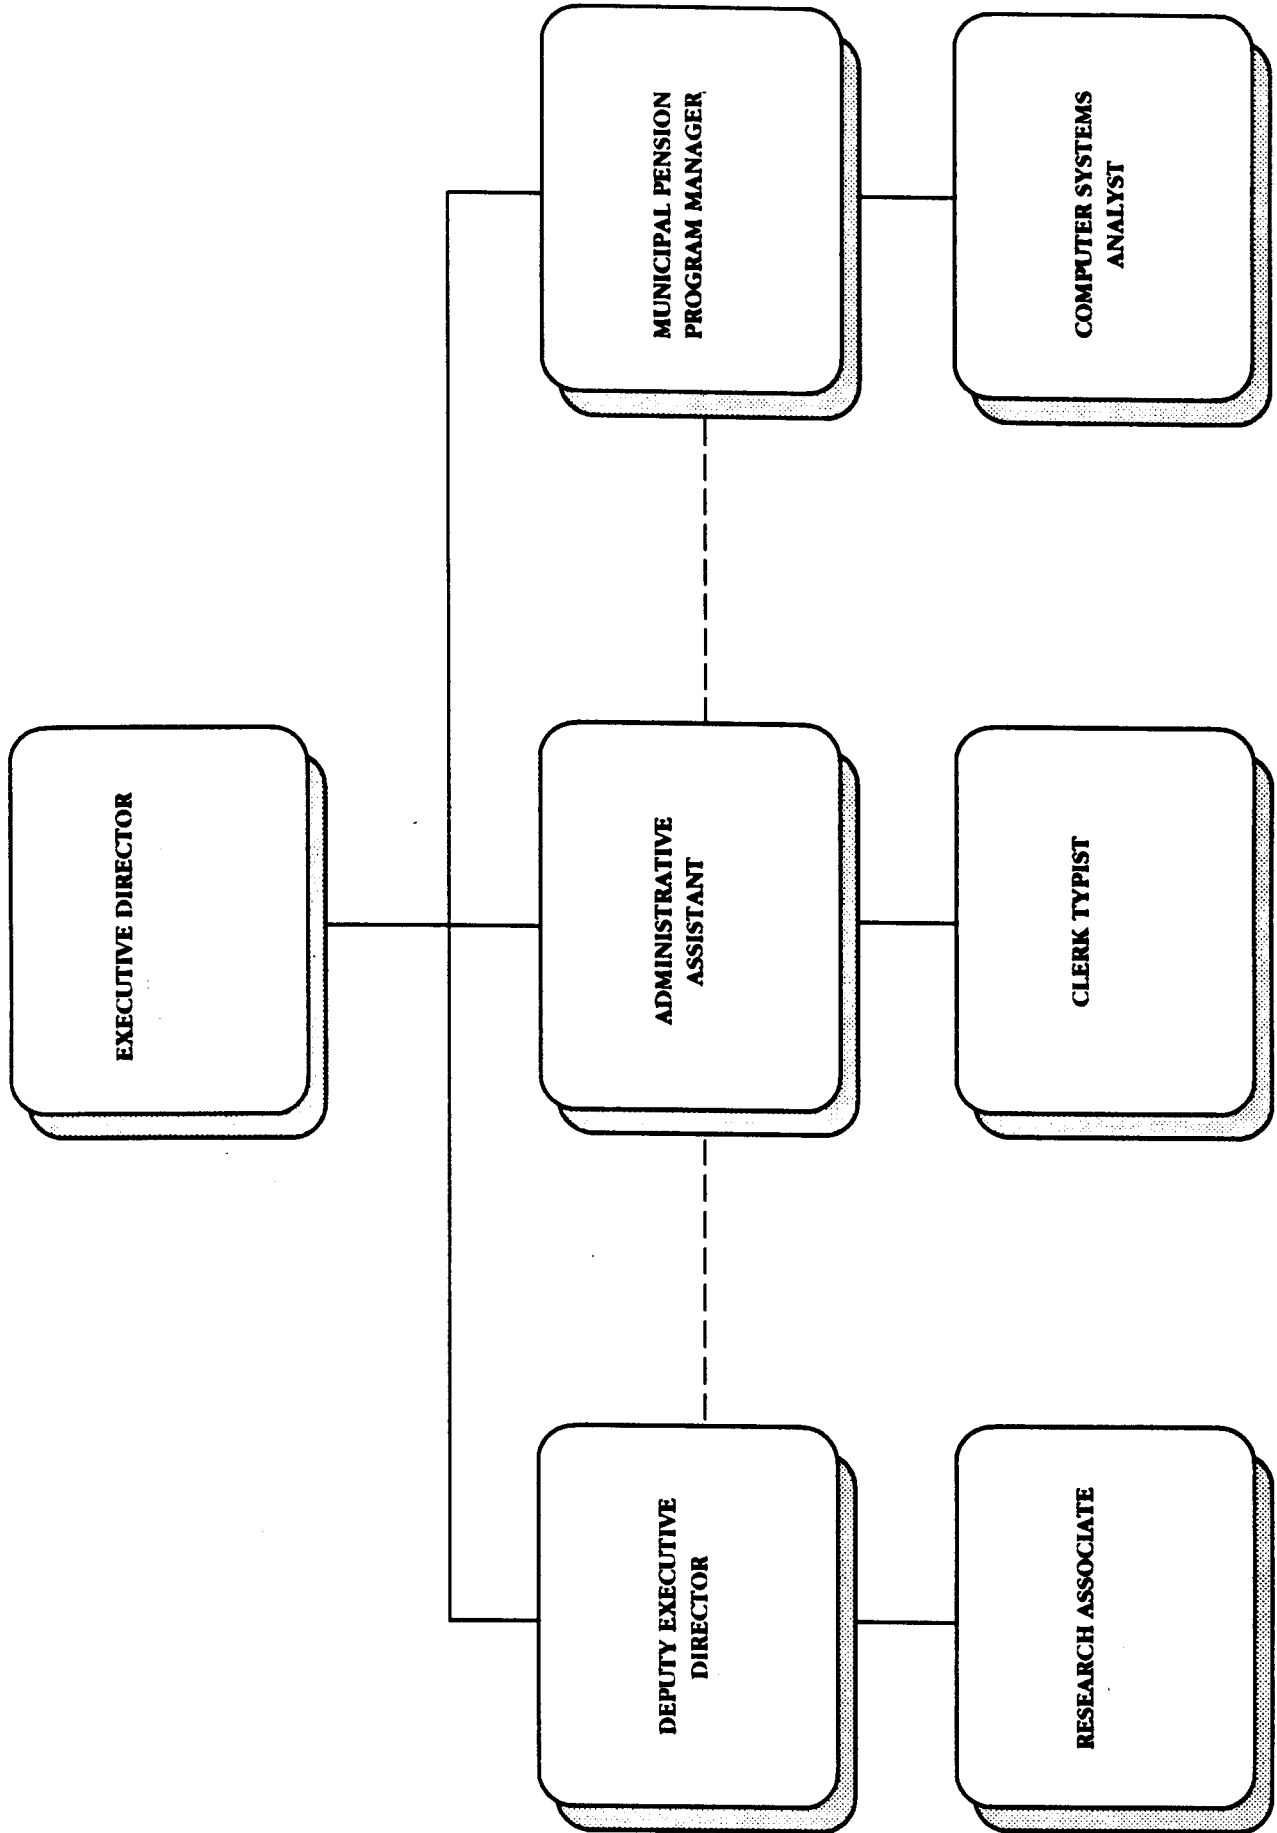 EXECUTIVE DIRECTOR
DEPUTY EXECUTIVE
DIRECTOR
ADMINISTRATIVE
ASSISTANT
MUNICIPAL PENSION
PROGRAM MANAGER
RESEARCH ASSOCIATE
CLERK TYPIST
COMPUTER SYSTEMS
ANALYST